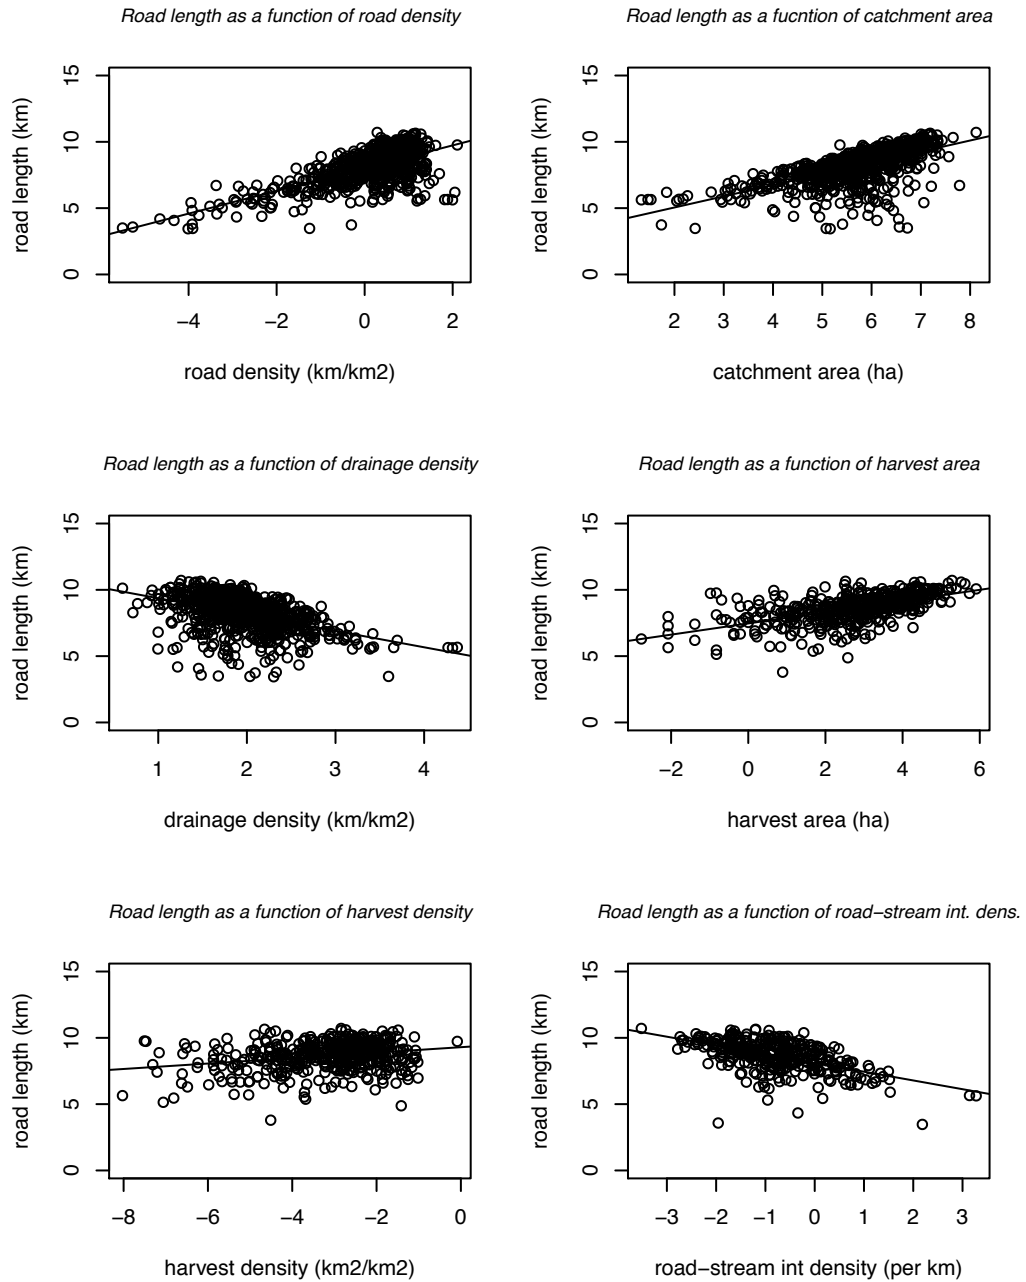 Road length as a function of road density
Road length as a fucntion of catchment area
road length (km)
0 5 10 15
−4 −2 0 2
road density (km/km2)
road length (km)
0 5 10 15
2 3 4 5 6 7 8
catchment area (ha)
Road length as a function of drainage density
Road length as a function of harvest area
road length (km)
0 5 10 15
1 2 3 4
drainage density (km/km2)
road length (km)
0 5 10 15
−2 0 2 4 6
harvest area (ha)
Road length as a function of harvest density
Road length as a function of road−stream int. dens.
road length (km)
0 5 10 15
−8 −6 −4 −2 0
harvest density (km2/km2)
road length (km)
0 5 10 15
−3 −2 −1 0 1 2 3
road−stream int density (per km)